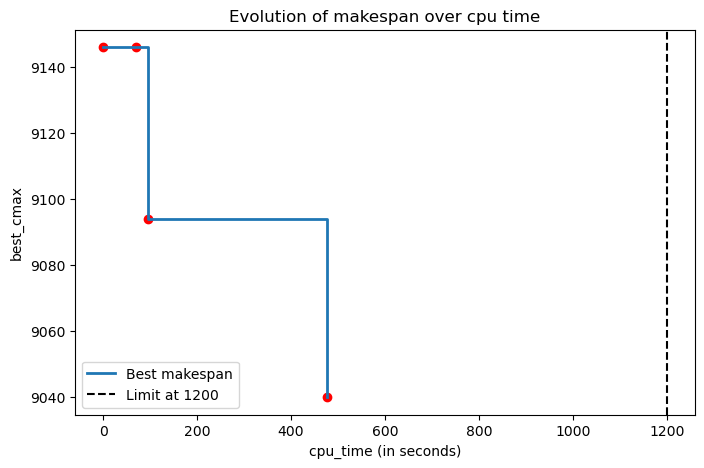 Evolution of makespan over cpu time
best_cmax
9140
9120
9100
9080
9060
9040
Best makespan
Limit at 1200
0 200 400 600 800 1000 1200
cpu_time (in seconds)